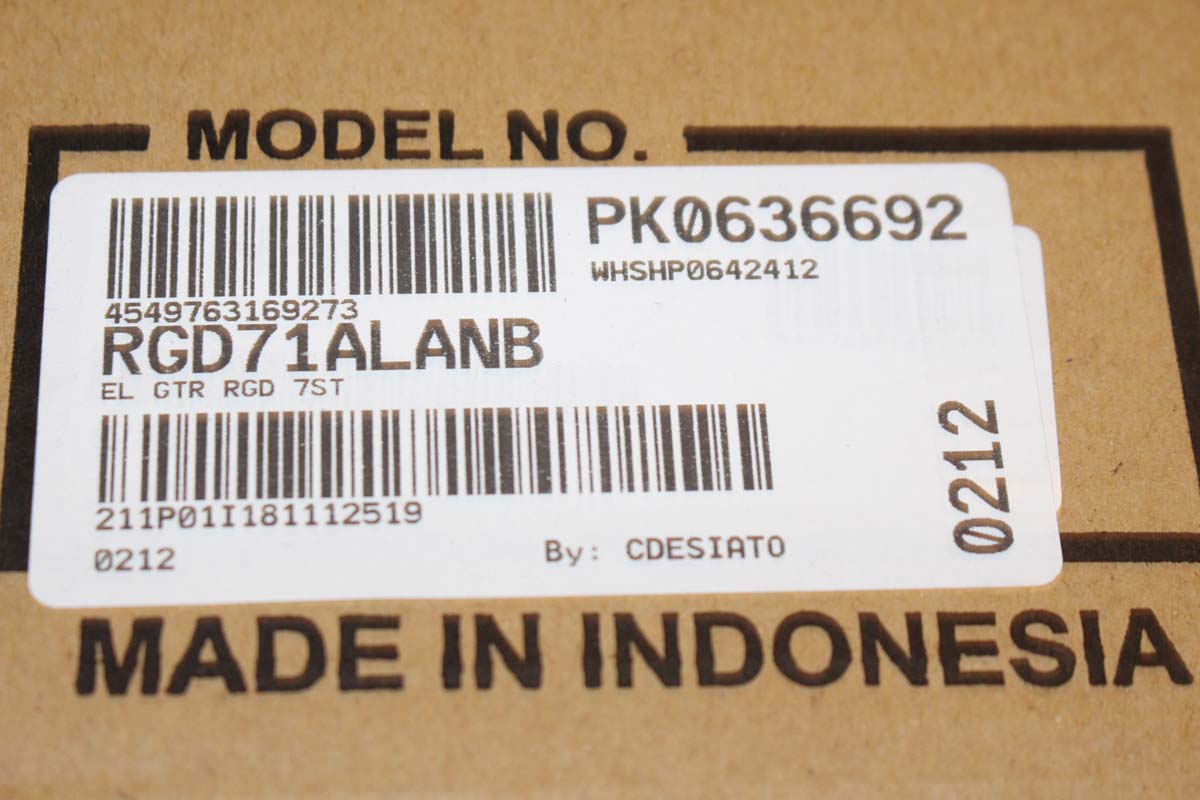 MODEL NO.
PK0636692
WHSHP0642412
4549763169273
RGD71ALANB
EL GTR RGD 7ST
211P01I181112519
0212
By: CDESIATO
0212
MADE IN INDONESIA